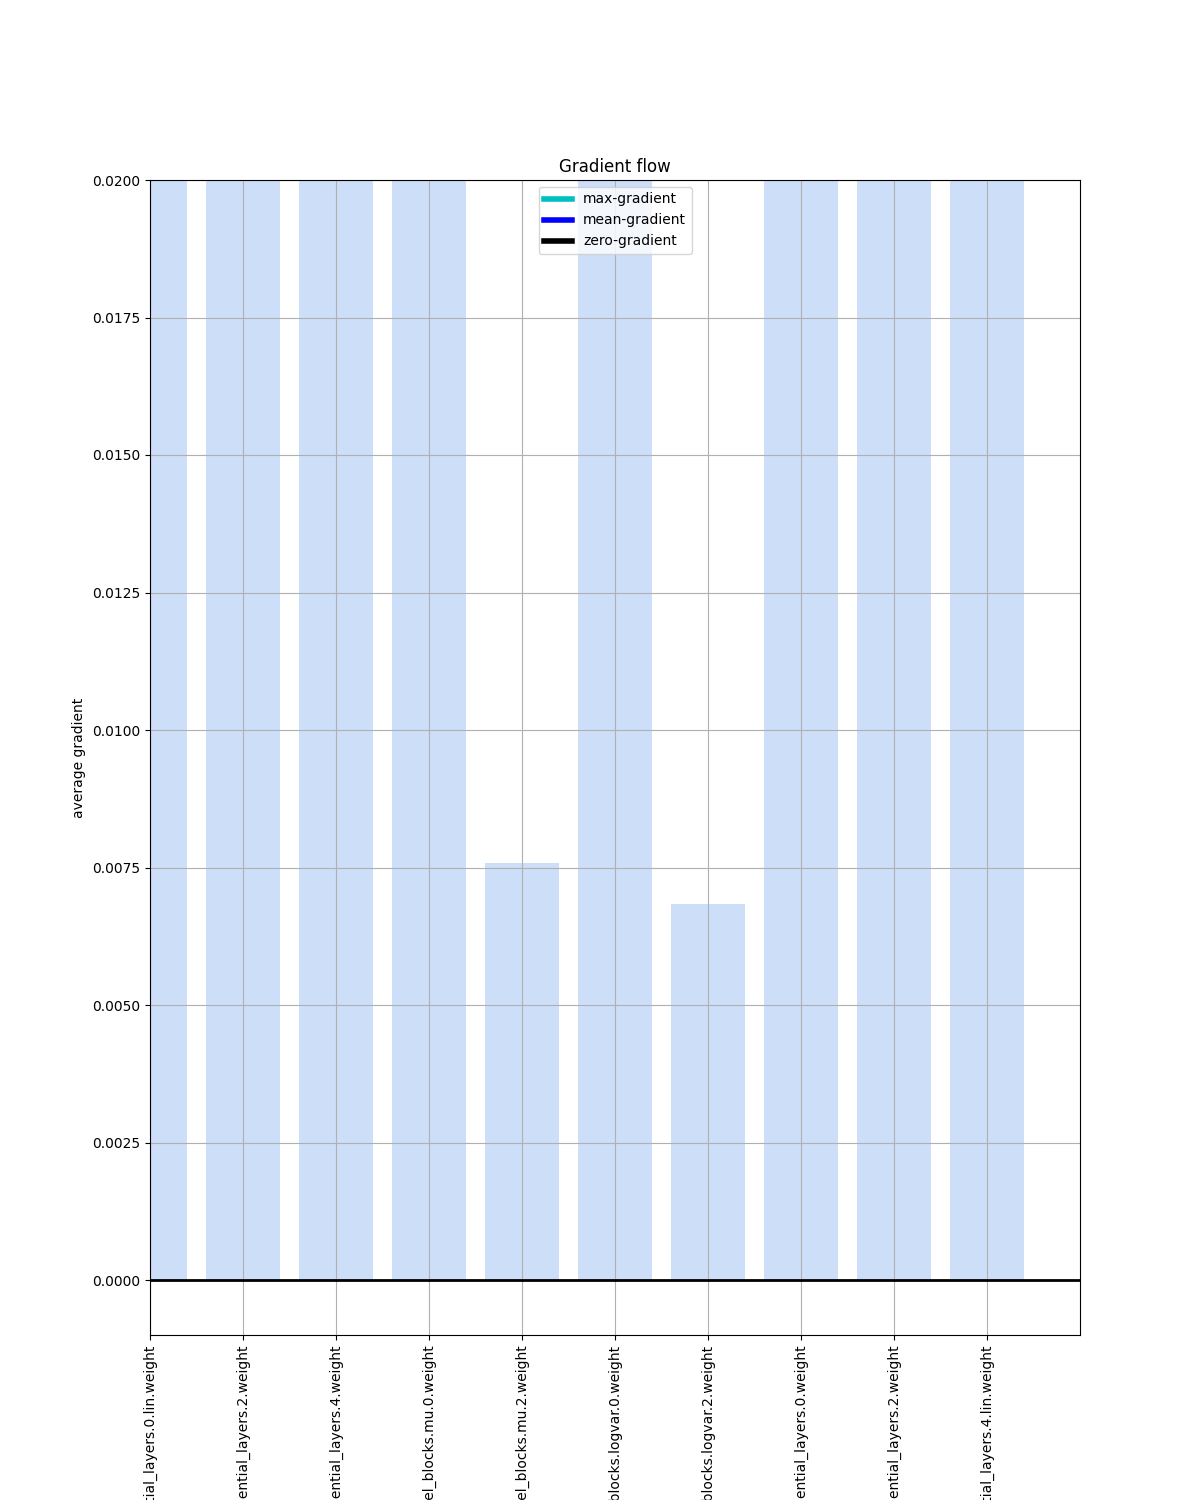 Gradient flow
max-gradient
mean-gradient
zero-gradient
0.0200
0.0175
0.0150
0.0125
0.0100
0.0075
0.0050
0.0025
0.0000
average gradient
tial_layers.0.lin.weight
ential_layers.2.weight
ential_layers.4.weight
el_blocks.mu.0.weight
el_blocks.mu.2.weight
blocks.logvar.0.weight
blocks.logvar.2.weight
ential_layers.0.weight
ential_layers.2.weight
tial_layers.4.lin.weight